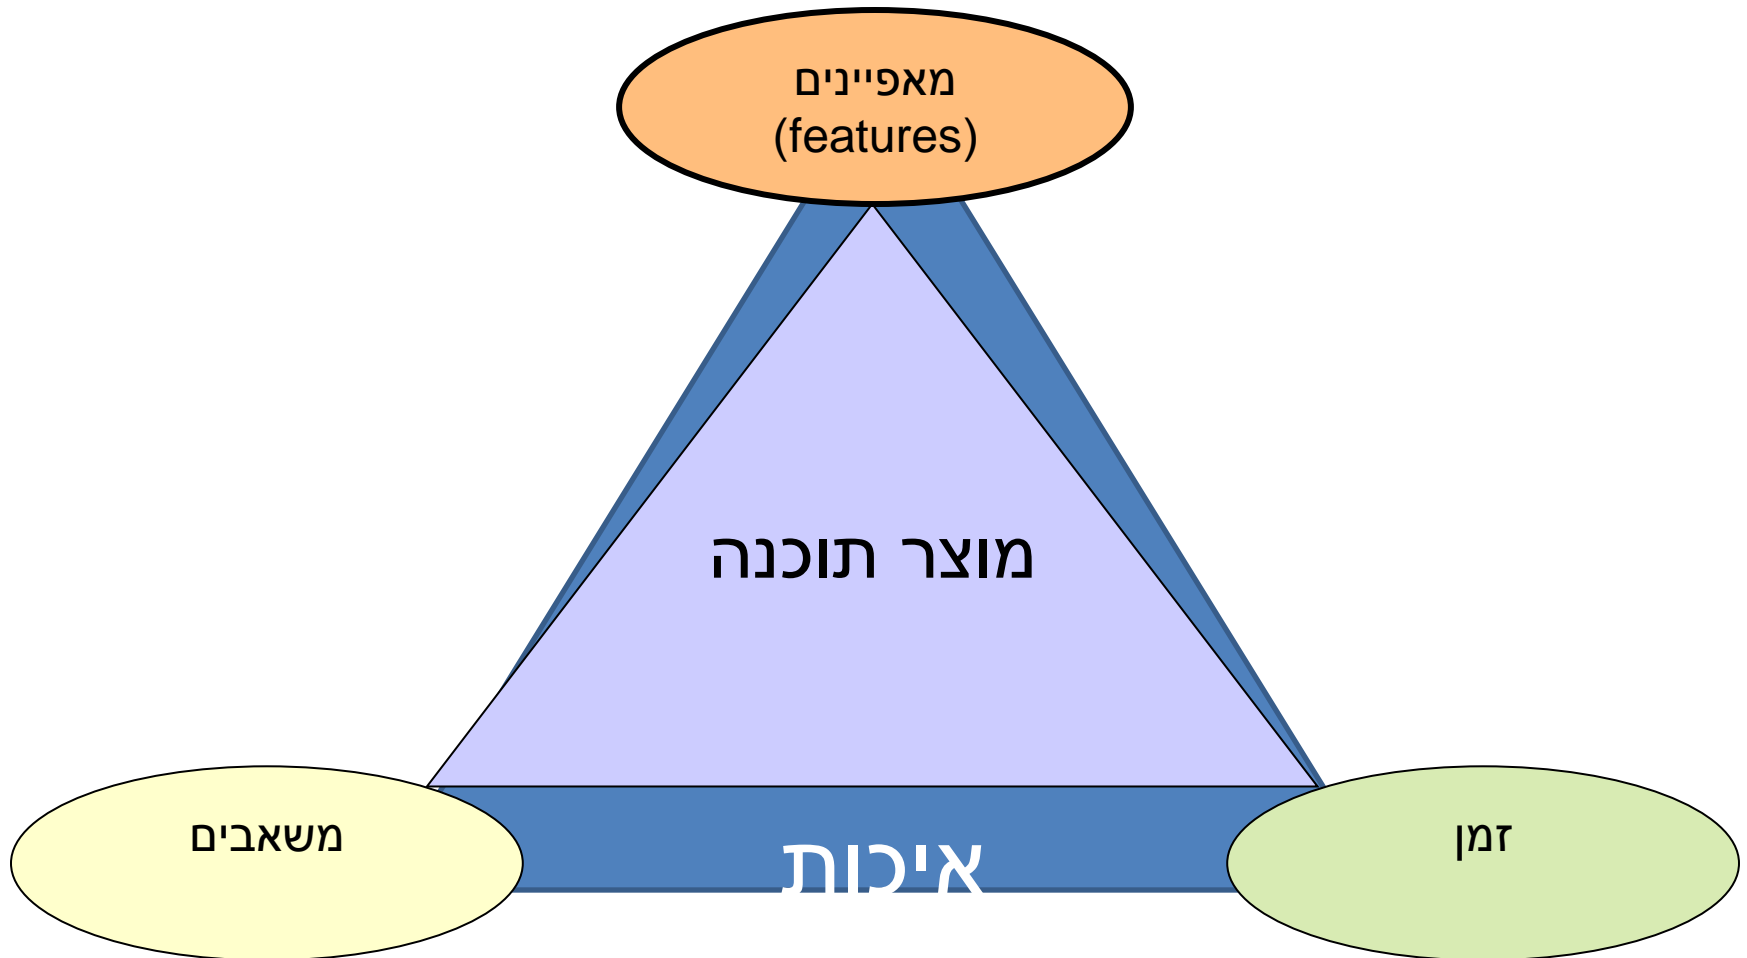 מאפיינים
(features)
מוצר תוכנה
משאבים
איכות
זמן